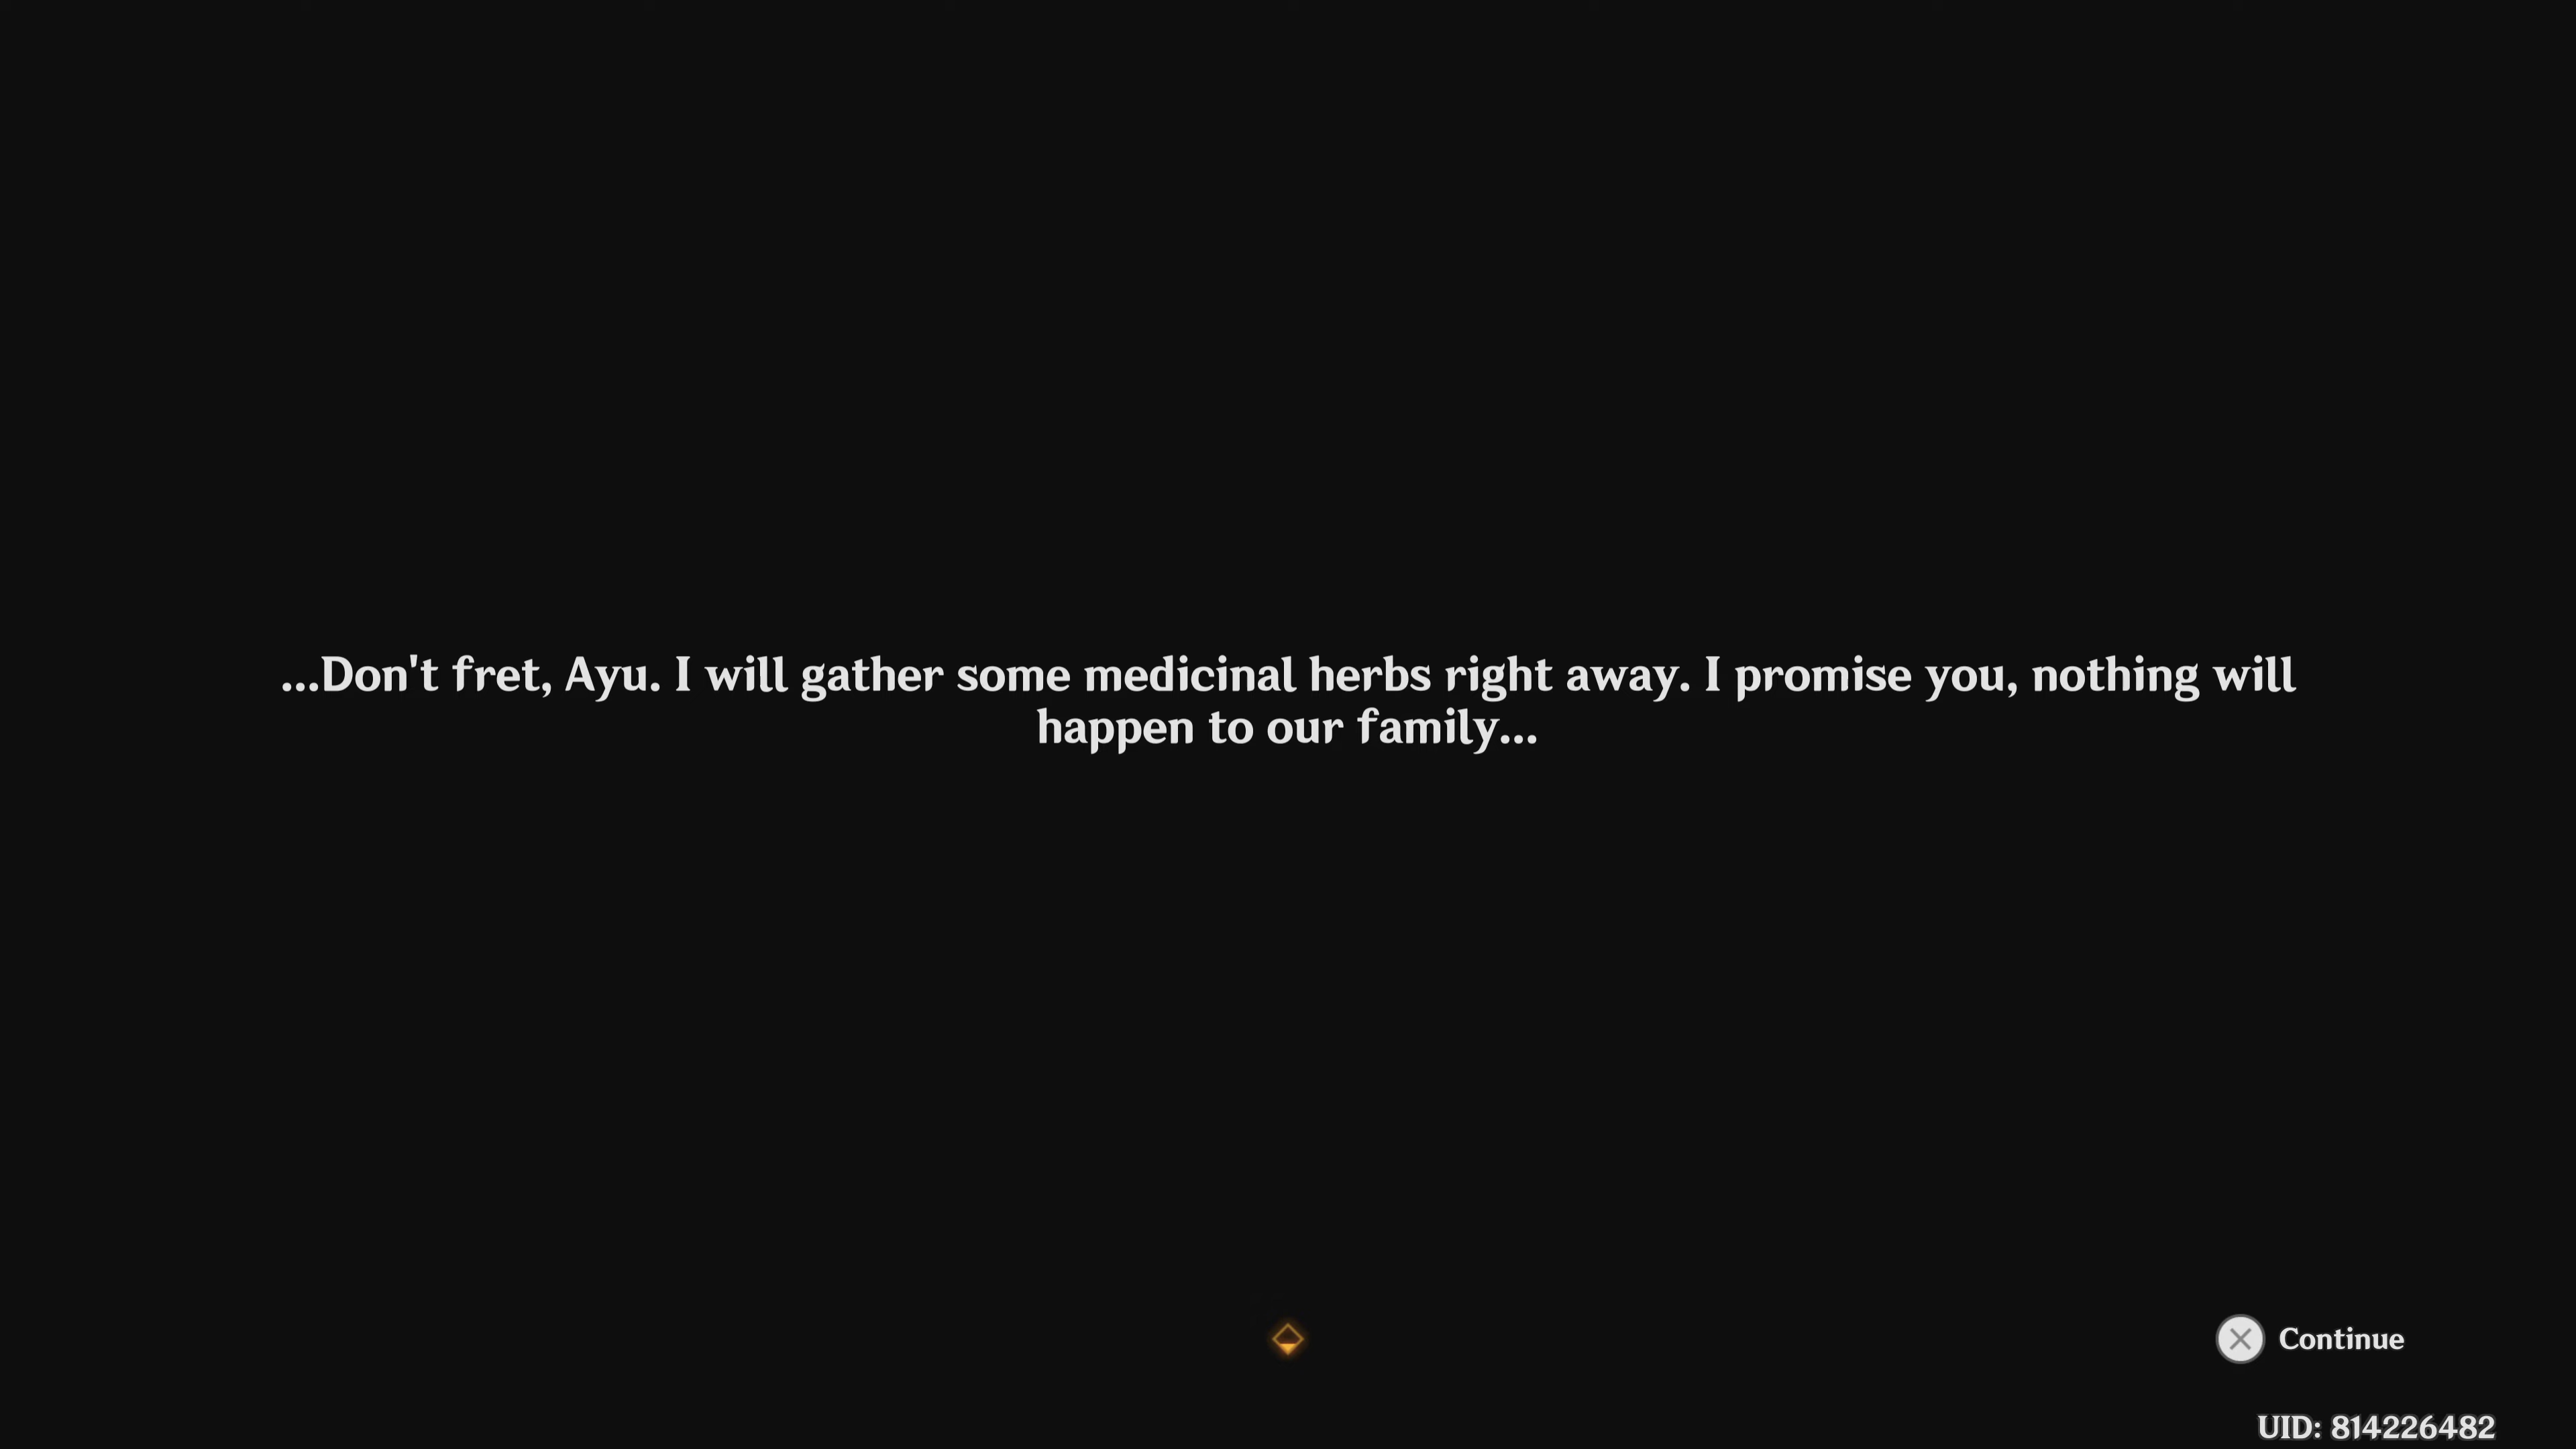 ...Don't fret, Ayu. I will gather some medicinal herbs right away. I promise you, nothing will
happen to our family...
Continue
UID: 814226482